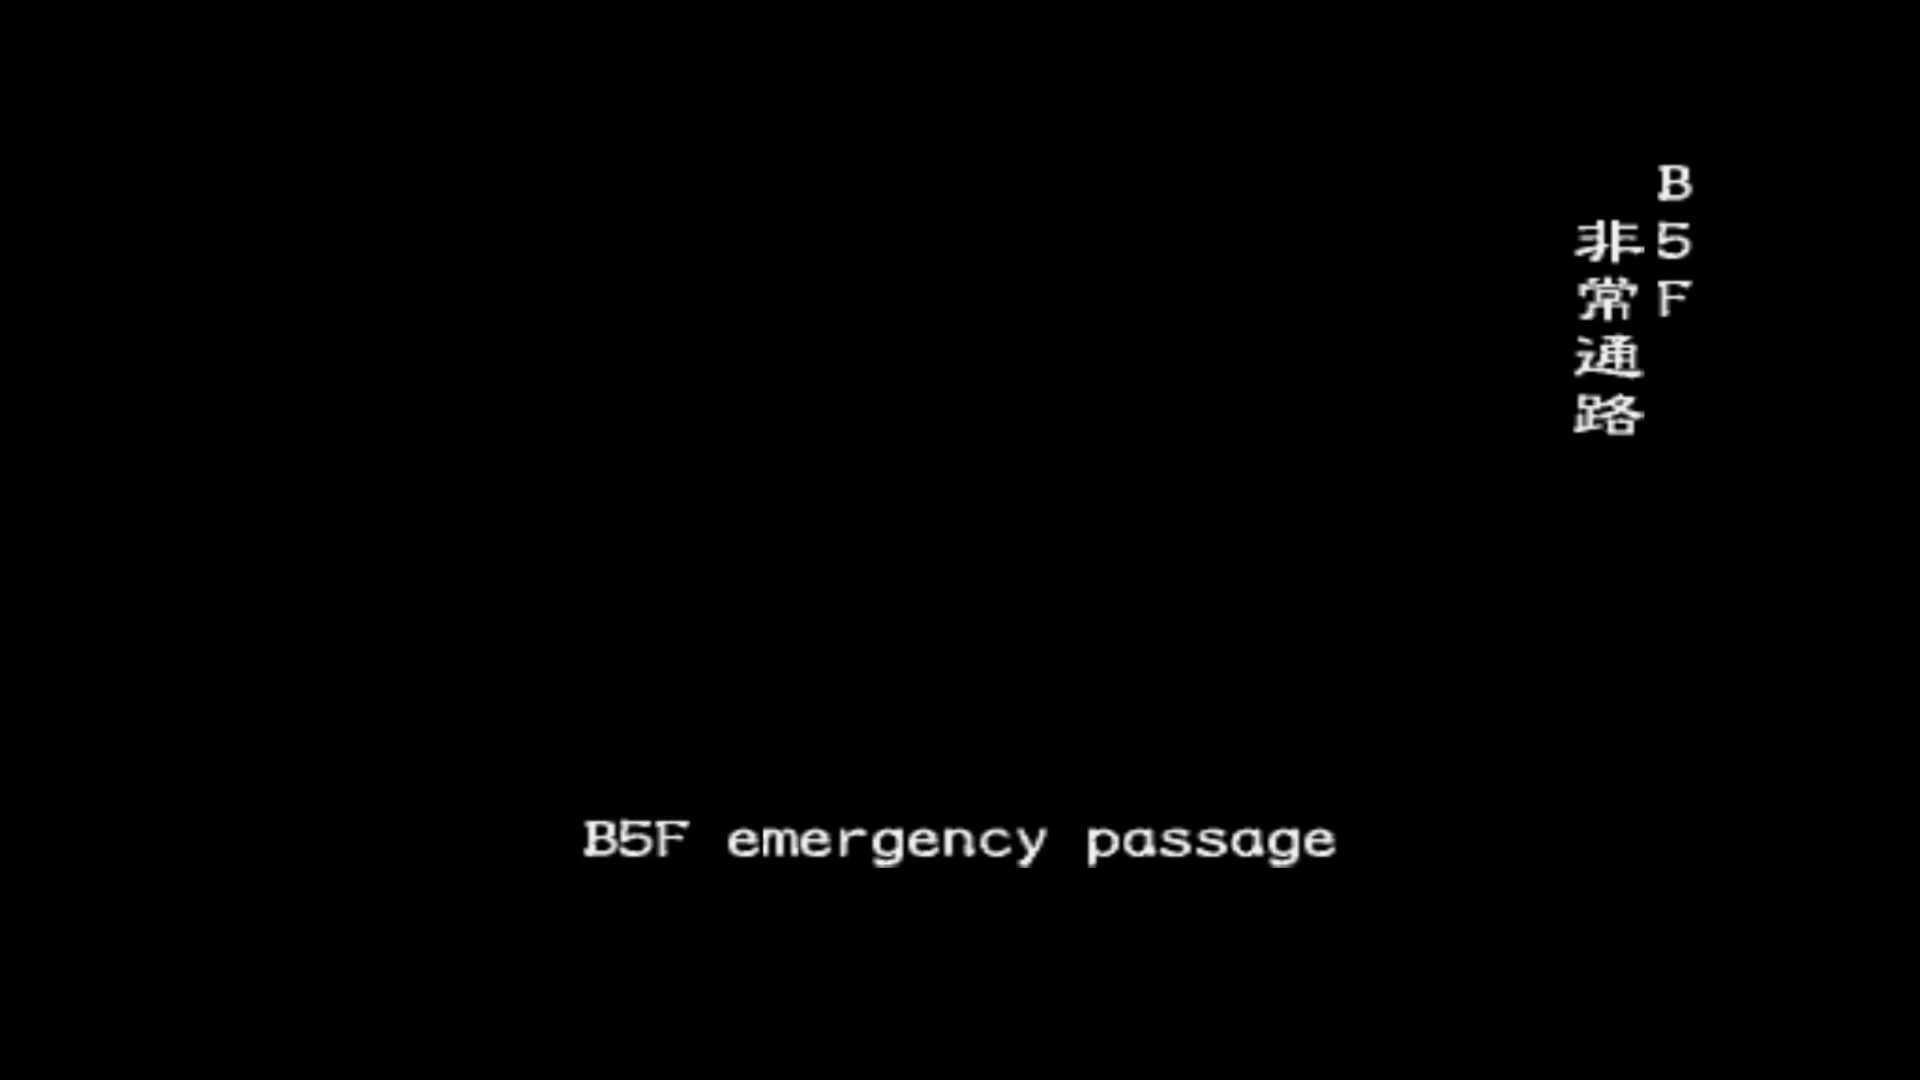 B5F
非常通路
B5F emergency passage